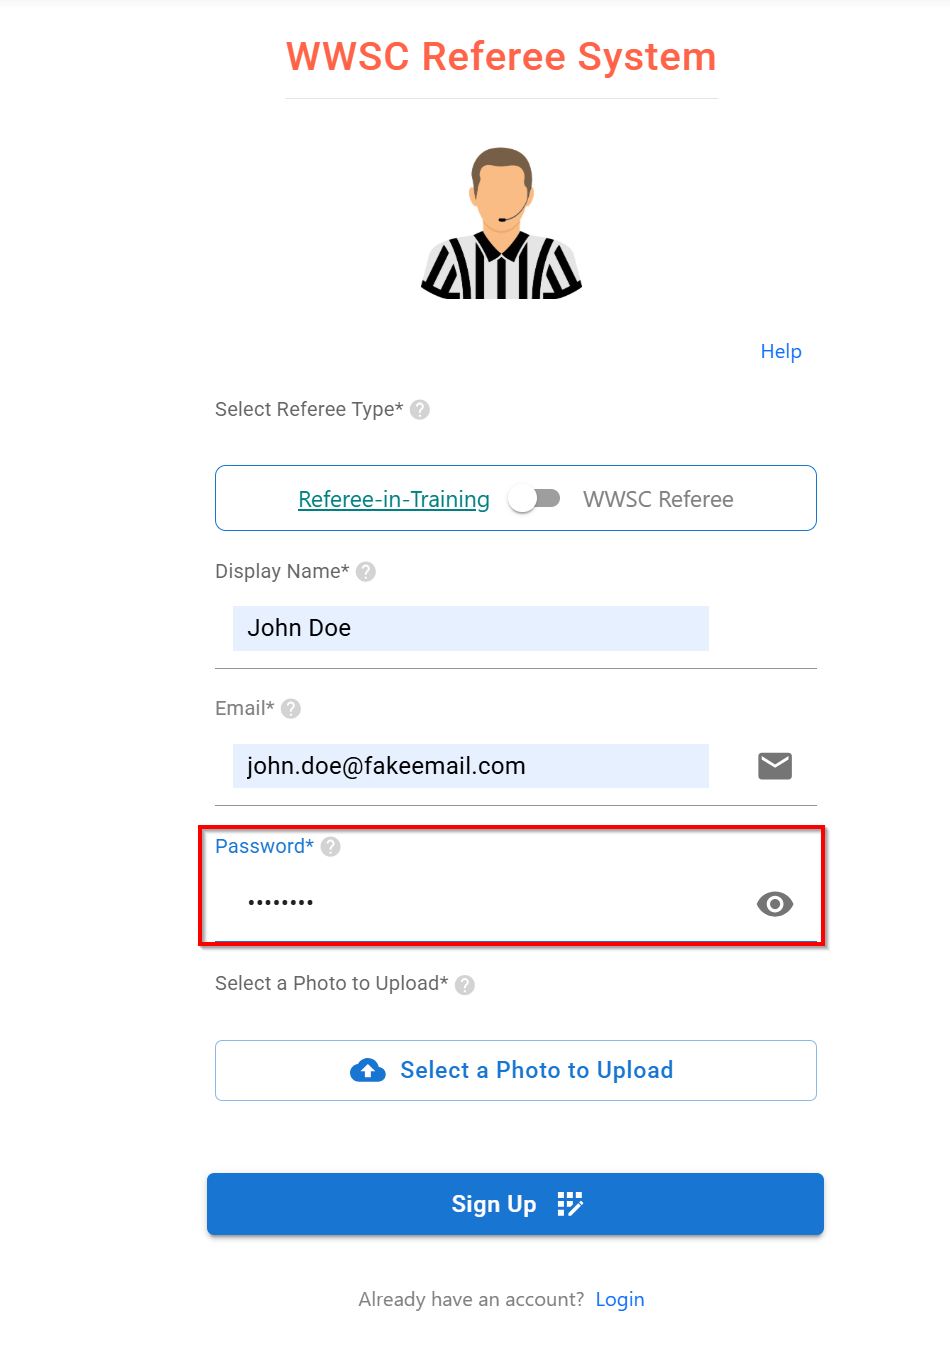 WWSC Referee System
Help
Select Referee Type*
Referee-in-Training WWSC Referee
Display Name*
John Doe
Email*
john.doe@fakeemail.com
Password*
••••••••
Select a Photo to Upload*
Select a Photo to Upload
Sign Up
Already have an account? Login